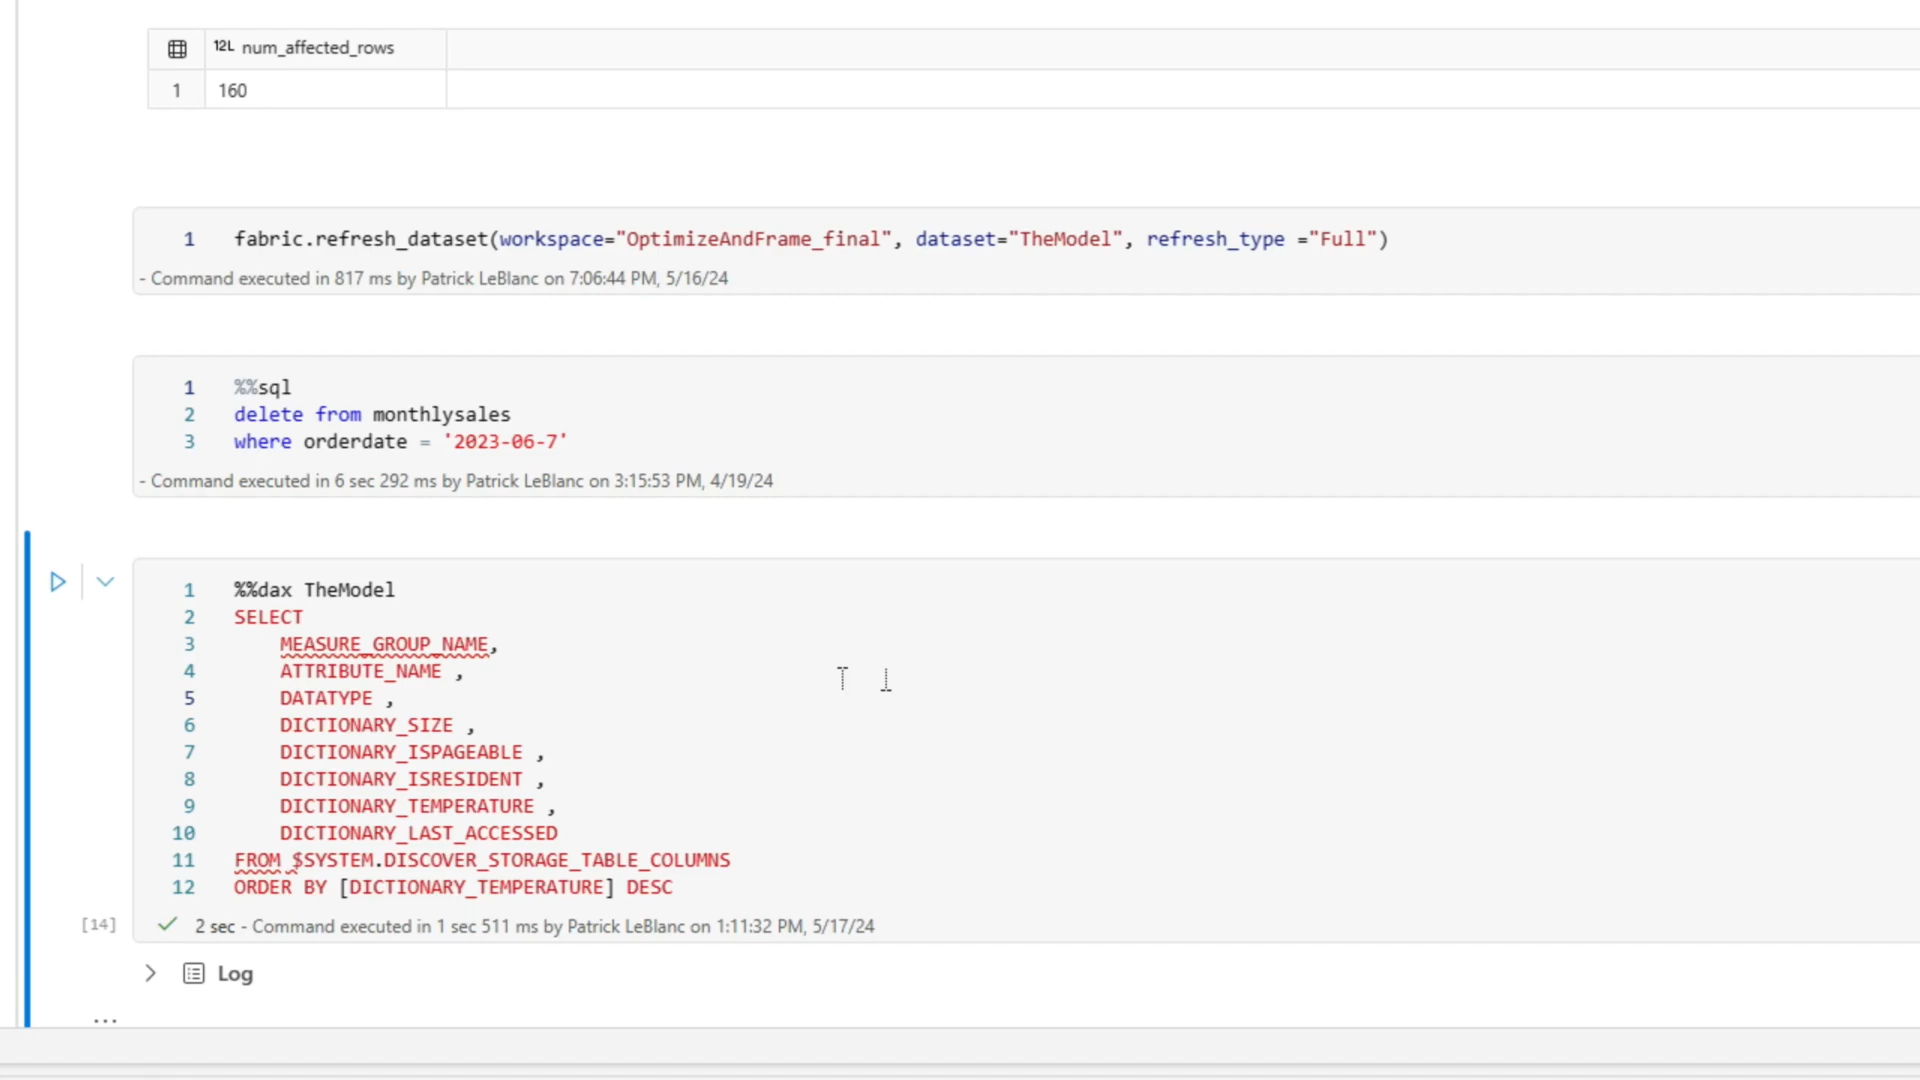 12L num_affected_rows
1 160
1 fabric.refresh_dataset(workspace="OptimizeAndFrame_final", dataset="TheModel", refresh_type ="Full")
- Command executed in 817 ms by Patrick LeBlanc on 7:06:44 PM, 5/16/24
1 %%sql
2 delete from monthlysales
3 where orderdate = '2023-06-7'
- Command executed in 6 sec 292 ms by Patrick LeBlanc on 3:15:53 PM, 4/19/24
1 %%dax TheModel
2 SELECT
3 MEASURE_GROUP_NAME,
4 ATTRIBUTE_NAME ,
5 DATATYPE ,
6 DICTIONARY_SIZE ,
7 DICTIONARY_ISPAGEABLE ,
8 DICTIONARY_ISRESIDENT ,
9 DICTIONARY_TEMPERATURE ,
10 DICTIONARY_LAST_ACCESSED
11 FROM $SYSTEM.DISCOVER_STORAGE_TABLE_COLUMNS
12 ORDER BY [DICTIONARY_TEMPERATURE] DESC
[14] 2 sec - Command executed in 1 sec 511 ms by Patrick LeBlanc on 1:11:32 PM, 5/17/24
Log
...